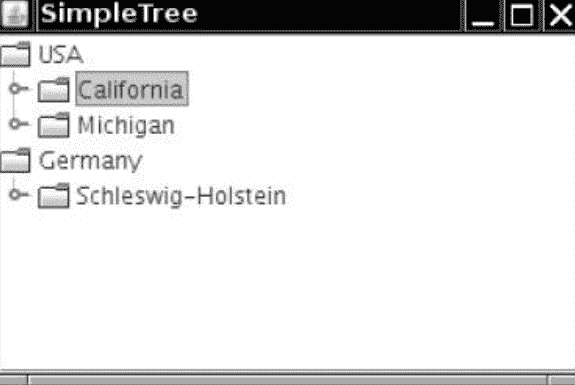 SimpleTree
USA
California
Michigan
Germany
Schleswig-Holstein